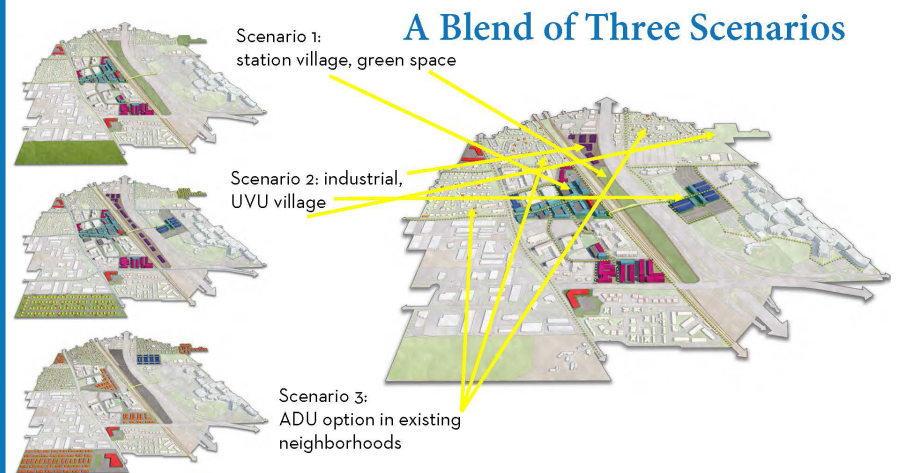 A Blend of Three Scenarios
Scenario 1:
station village, green space
Scenario 2: industrial,
UVU village
Scenario 3:
ADU option in existing
neighborhoods